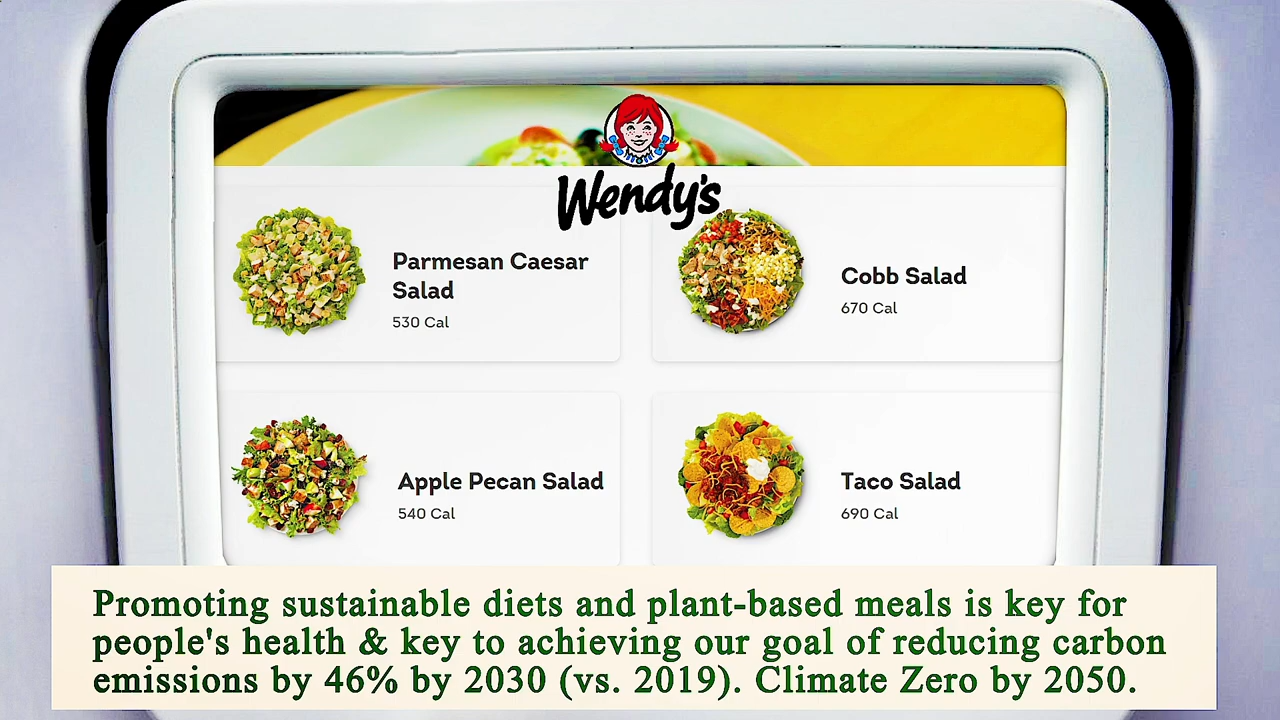 Wendy's
Parmesan Caesar
Salad
530 Cal
Cobb Salad
670 Cal
Apple Pecan Salad
540 Cal
Taco Salad
690 Cal
Promoting sustainable diets and plant-based meals is key for
people's health & key to achieving our goal of reducing carbon
emissions by 46% by 2030 (vs. 2019). Climate Zero by 2050.